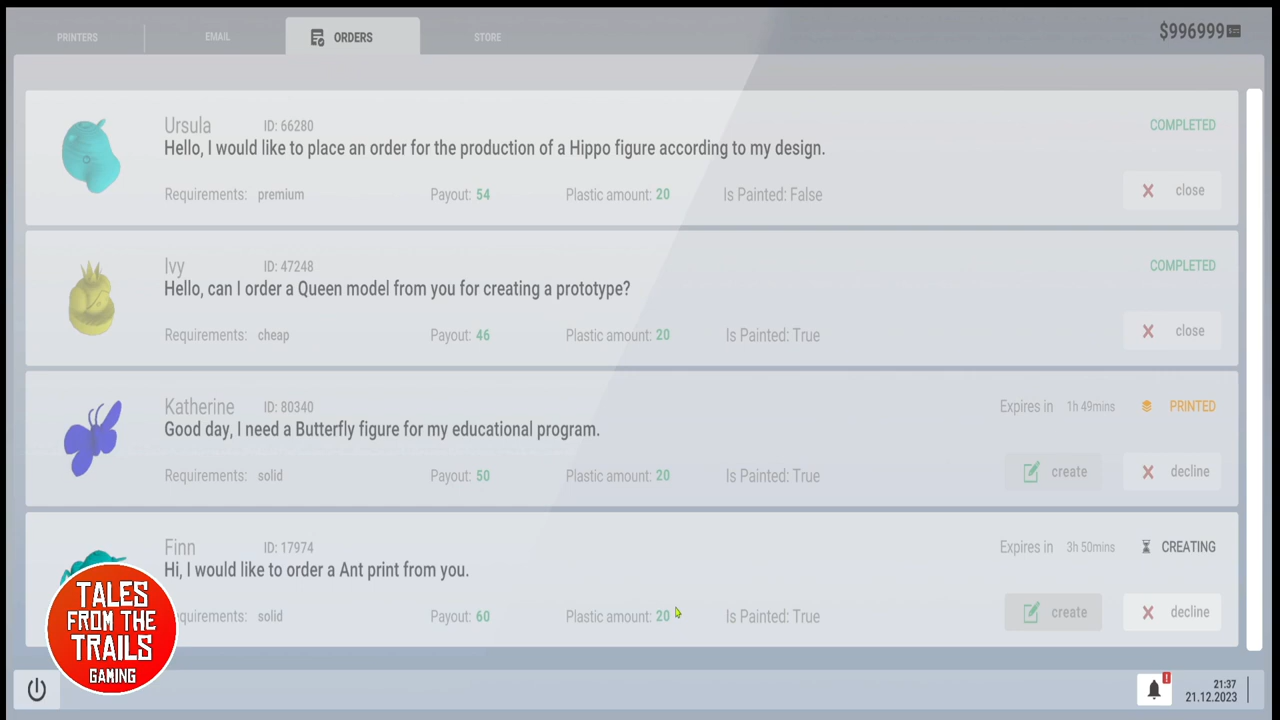 PRINTERS
EMAIL
ORDERS
STORE
$996999
Ursula ID: 66280
COMPLETED
Hello, I would like to place an order for the production of a Hippo figure according to my design.
Requirements: premium Payout: 54 Plastic amount: 20 Is Painted: False
close
Ivy ID: 47248
COMPLETED
Hello, can I order a Queen model from you for creating a prototype?
Requirements: cheap Payout: 46 Plastic amount: 20 Is Painted: True
close
Katherine ID: 80340
Expires in 1h 49mins PRINTED
Good day, I need a Butterfly figure for my educational program.
Requirements: solid Payout: 50 Plastic amount: 20 Is Painted: True
create decline
Finn ID: 17974
Expires in 3h 50mins CREATING
Hi, I would like to order a Ant print from you.
quirements: solid Payout: 60 Plastic amount: 20 Is Painted: True
create decline
TALES
FROM THE
TRAILS
GAMING
!
21:37
21.12.2023